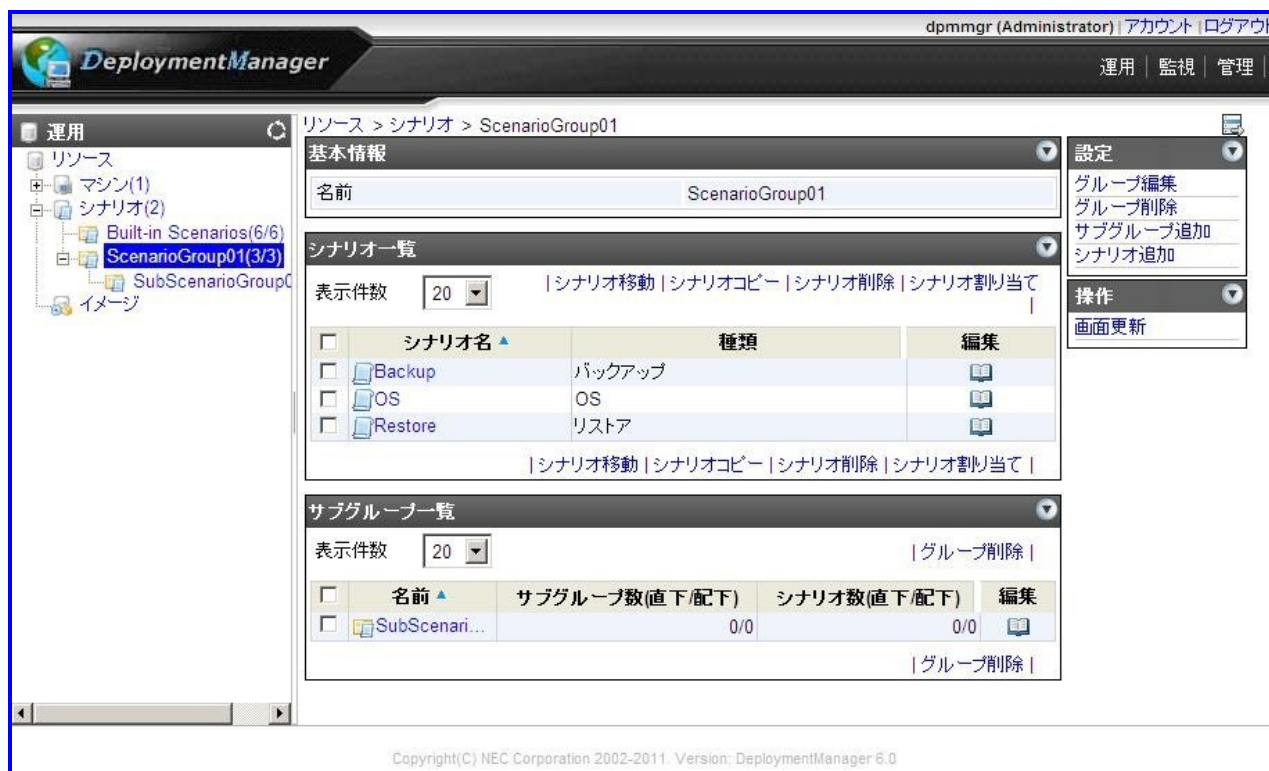 dpmmgr (Administrator) | アカウント | ログアウト
DeploymentManager
運用 | 監視 | 管理 |
運用
リソース
マシン(1)
シナリオ(2)
Built-in Scenarios(6/6)
ScenarioGroup01(3/3)
SubScenarioGroup
イメージ
リソース > シナリオ > ScenarioGroup01
基本情報
名前 ScenarioGroup01
シナリオ一覧
表示件数 20 | シナリオ移動 | シナリオコピー | シナリオ削除 | シナリオ割り当て
|
シナリオ名 種類 編集
Backup バックアップ
OS OS
Restore リストア
| シナリオ移動 | シナリオコピー | シナリオ削除 | シナリオ割り当て |
サブグループ一覧
表示件数 20 | グループ削除 |
名前 サブグループ数(直下/配下) シナリオ数(直下/配下) 編集
SubScenari... 0/0 0/0
| グループ削除 |
設定
グループ編集
グループ削除
サブグループ追加
シナリオ追加
操作
画面更新
Copyright(C) NEC Corporation 2002-2011. Version: DeploymentManager 6.0